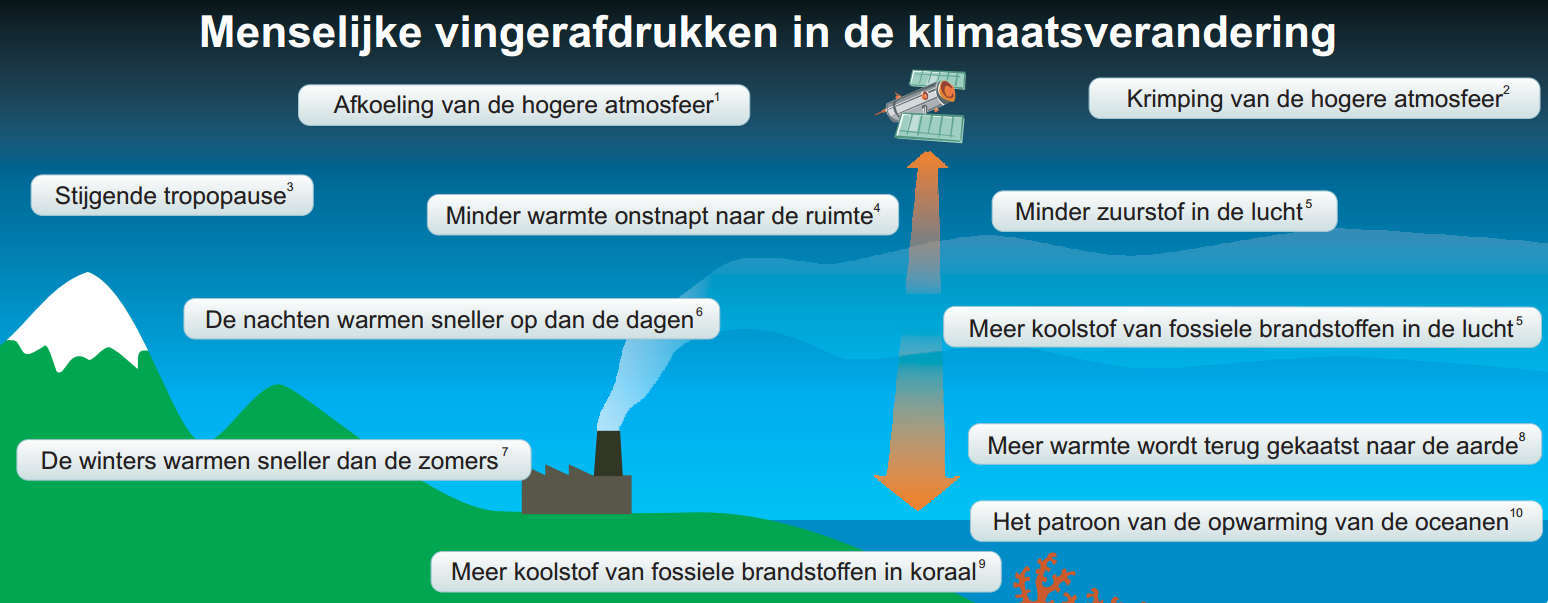 Menselijke vingerafdrukken in de klimaatsverandering
Afkoeling van de hogere atmosfeer¹
Krimping van de hogere atmosfeer²
Stijgende tropopause³
Minder warmte onstnapt naar de ruimte⁴
Minder zuurstof in de lucht⁵
De nachten warmen sneller op dan de dagen⁶
Meer koolstof van fossiele brandstoffen in de lucht⁵
De winters warmen sneller dan de zomers⁷
Meer warmte wordt terug gekaatst naar de aarde⁸
Het patroon van de opwarming van de oceanen¹⁰
Meer koolstof van fossiele brandstoffen in koraal⁹